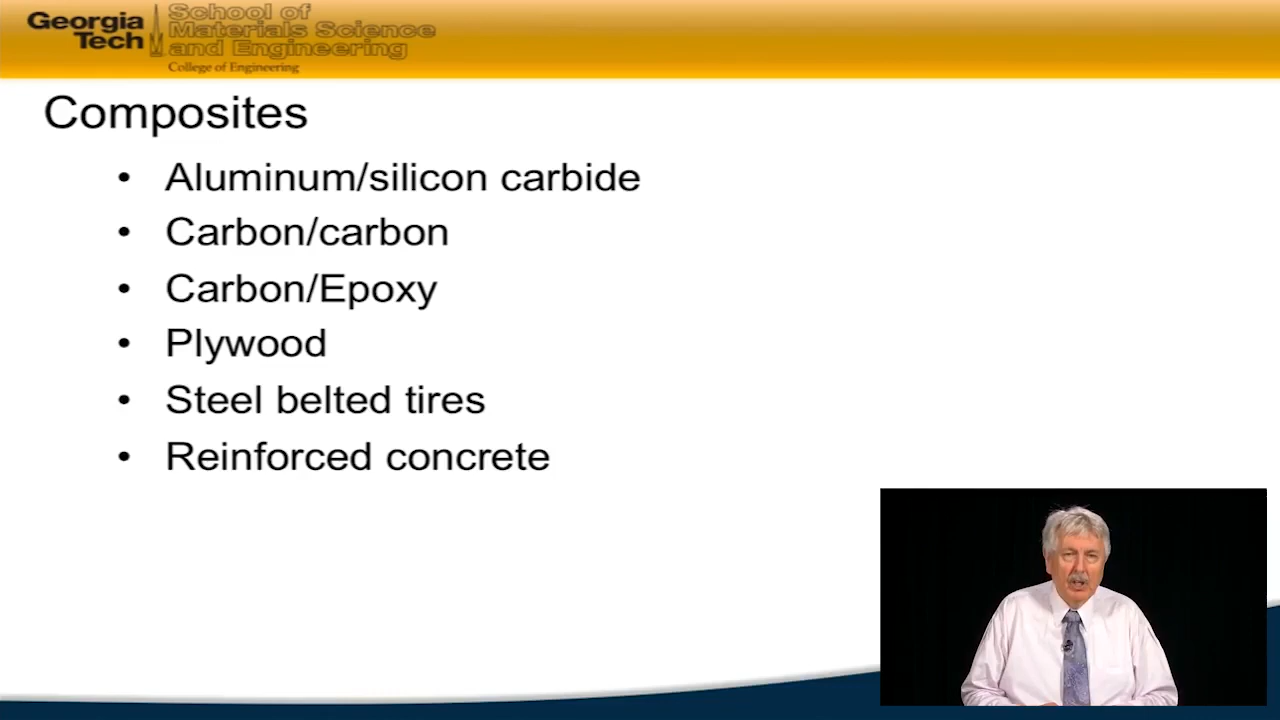 Georgia Tech
School of
Materials Science
and Engineering
College of Engineering
Composites
• Aluminum/silicon carbide
• Carbon/carbon
• Carbon/Epoxy
• Plywood
• Steel belted tires
• Reinforced concrete